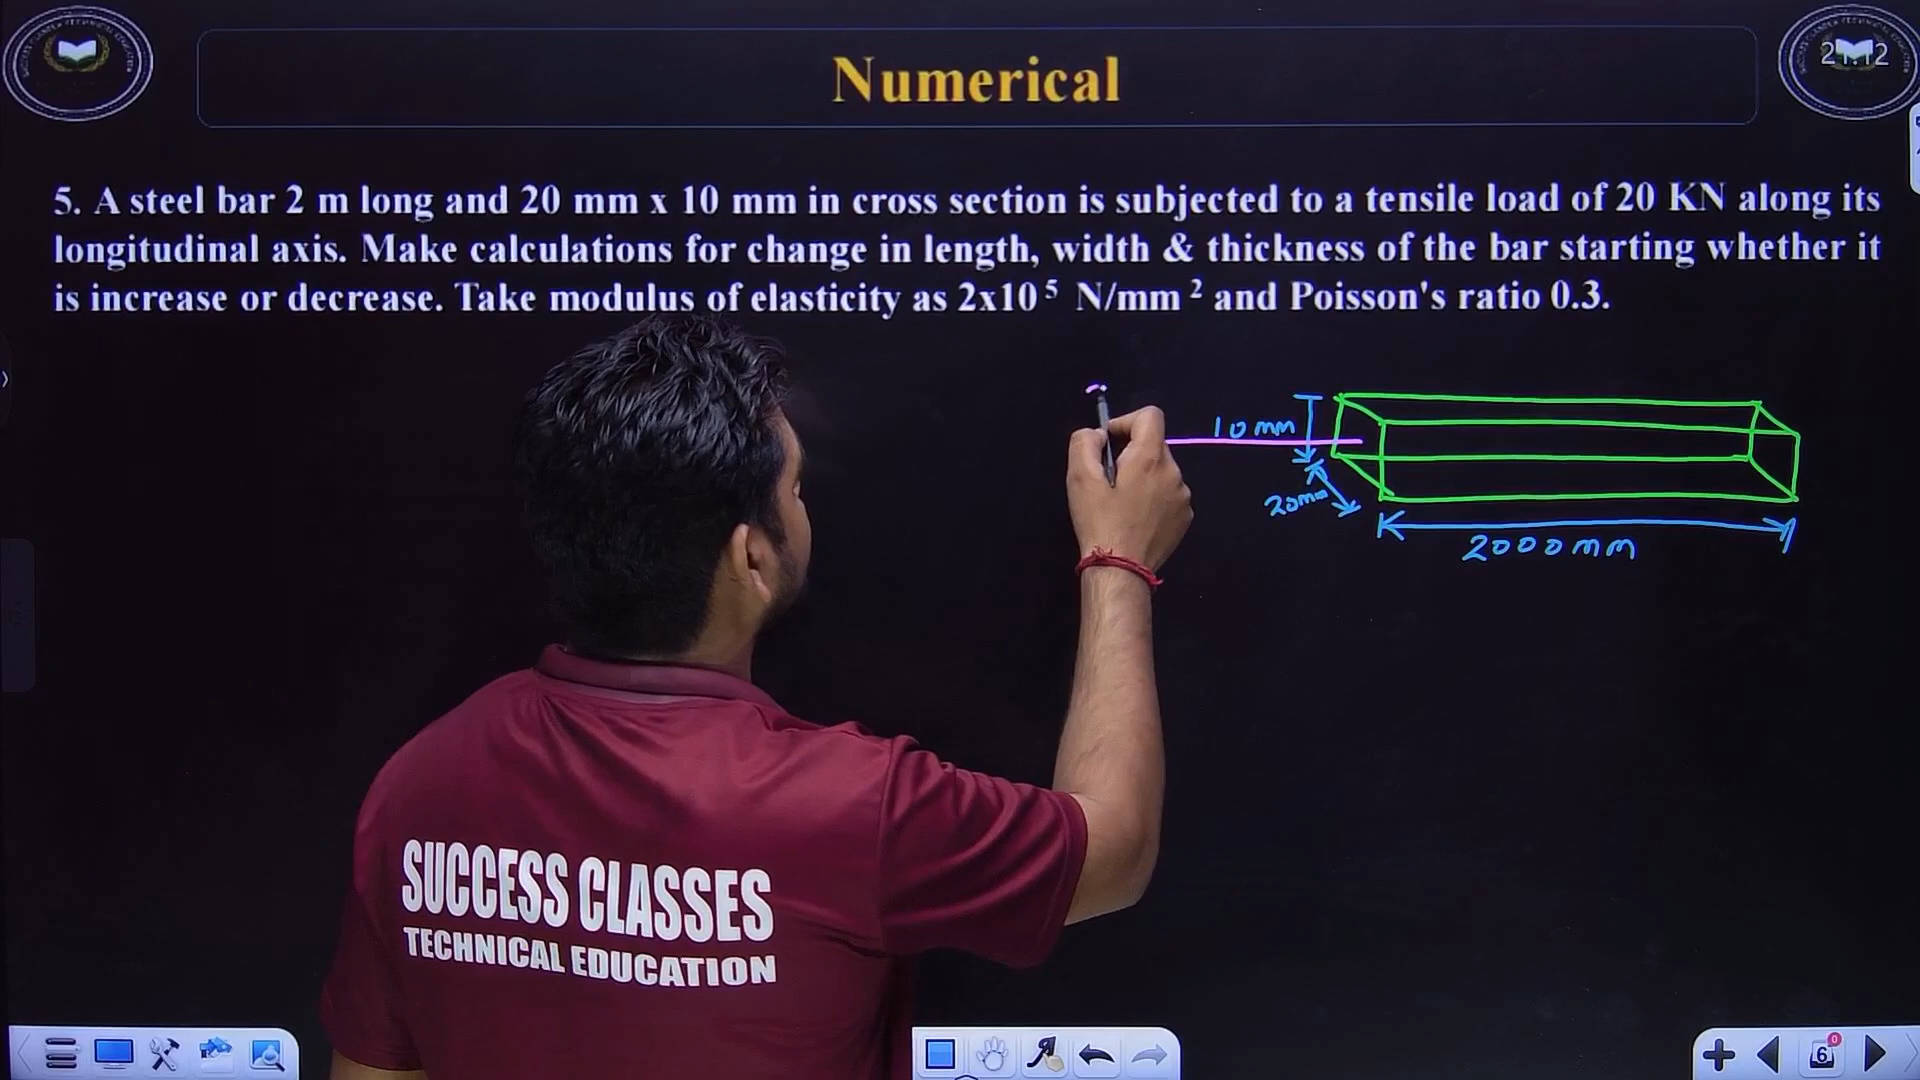 21:12
Numerical
5. A steel bar 2 m long and 20 mm x 10 mm in cross section is subjected to a tensile load of 20 KN along its
longitudinal axis. Make calculations for change in length, width & thickness of the bar starting whether it
is increase or decrease. Take modulus of elasticity as 2x10⁵ N/mm² and Poisson's ratio 0.3.
10mm
20mm
2000mm
SUCCESS CLASSES
TECHNICAL EDUCATION
6
0